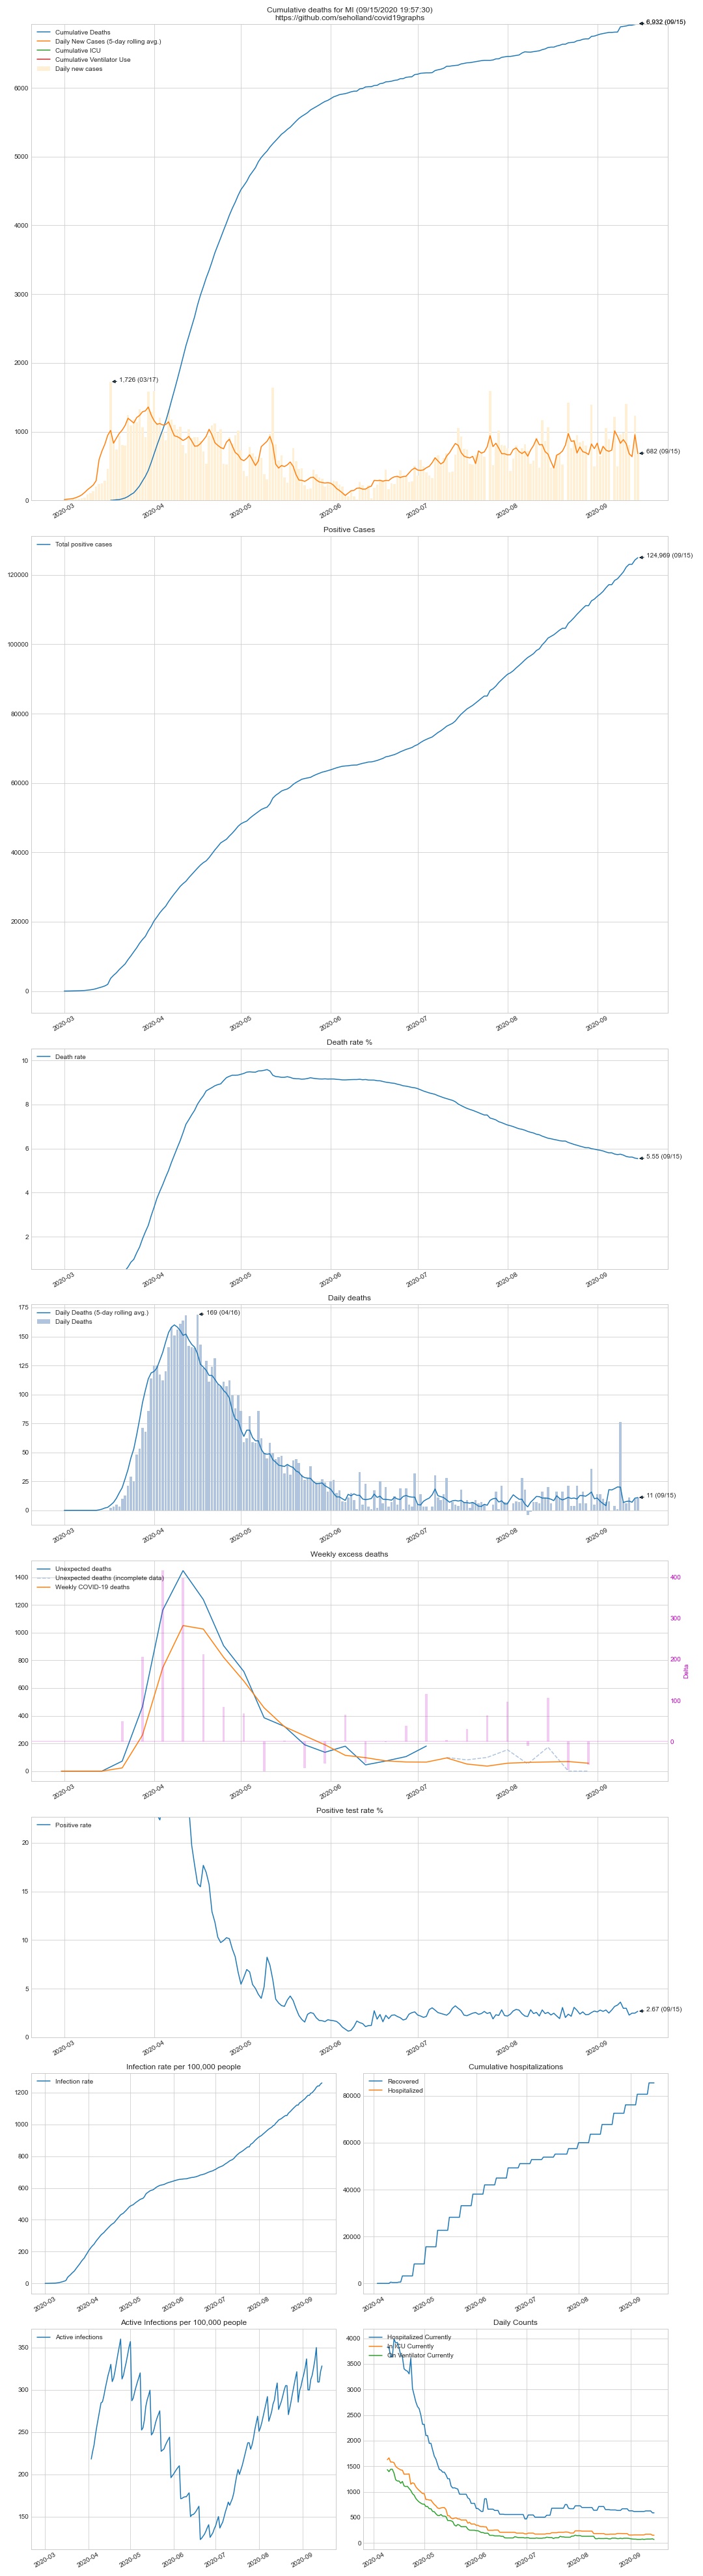 Cumulative deaths for MI (09/15/2020 19:57:30)
https://github.com/seholland/covid19graphs
Cumulative Deaths
Daily New Cases (5-day rolling avg.)
Cumulative ICU
Cumulative Ventilator Use
Daily new cases
6,932 (09/15)
1,726 (03/17)
682 (09/15)
6000
5000
4000
3000
2000
1000
0
2020-03 2020-04 2020-05 2020-06 2020-07 2020-08 2020-09
Positive Cases
Total positive cases
124,969 (09/15)
120000
100000
80000
60000
40000
20000
0
2020-03 2020-04 2020-05 2020-06 2020-07 2020-08 2020-09
Death rate %
Death rate
5.55 (09/15)
10
8
6
4
2
2020-03 2020-04 2020-05 2020-06 2020-07 2020-08 2020-09
Daily deaths
Daily Deaths (5-day rolling avg.)
Daily Deaths
169 (04/16)
11 (09/15)
175
150
125
100
75
50
25
0
2020-03 2020-04 2020-05 2020-06 2020-07 2020-08 2020-09
Weekly excess deaths
Unexpected deaths
Unexpected deaths (incomplete data)
Weekly COVID-19 deaths
1400
1200
1000
800
600
400
200
0
400
300
200
100
0
Delta
2020-03 2020-04 2020-05 2020-06 2020-07 2020-08 2020-09
Positive test rate %
Positive rate
2.67 (09/15)
20
15
10
5
0
2020-03 2020-04 2020-05 2020-06 2020-07 2020-08 2020-09
Infection rate per 100,000 people
Infection rate
1200
1000
800
600
400
200
0
2020-03 2020-04 2020-05 2020-06 2020-07 2020-08 2020-09
Cumulative hospitalizations
Recovered
Hospitalized
80000
60000
40000
20000
0
2020-04 2020-05 2020-06 2020-07 2020-08 2020-09
Active Infections per 100,000 people
Active infections
350
300
250
200
150
2020-03 2020-04 2020-05 2020-06 2020-07 2020-08 2020-09
Daily Counts
Hospitalized Currently
In ICU Currently
On Ventilator Currently
4000
3500
3000
2500
2000
1500
1000
500
0
2020-04 2020-05 2020-06 2020-07 2020-08 2020-09